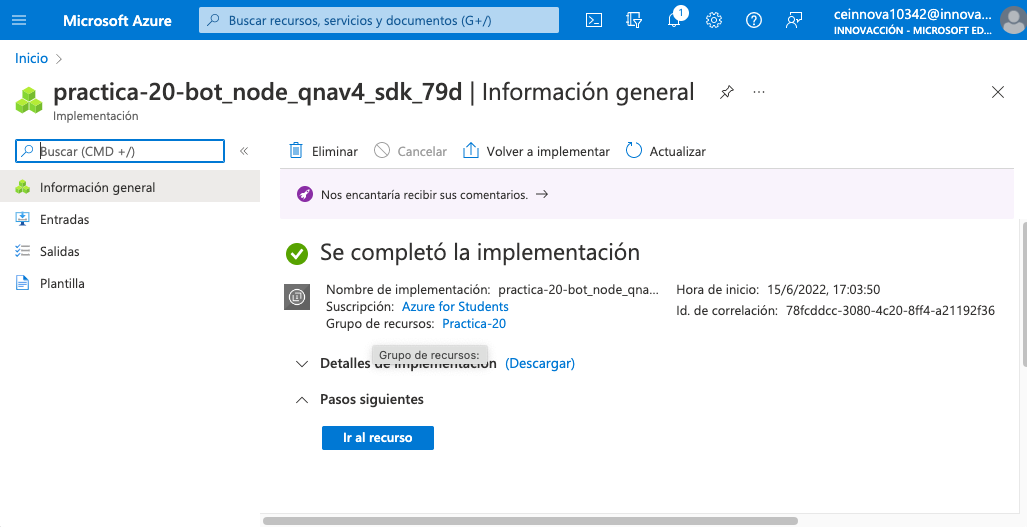 Microsoft Azure
Buscar recursos, servicios y documentos (G+/)
1
ceinnova10342@innova...
INNOVACCIÓN - MICROSOFT ED...
Inicio
practica-20-bot_node_qnav4_sdk_79d | Información general
Implementación
Buscar (CMD +/)
Eliminar
Cancelar
Volver a implementar
Actualizar
Información general
Entradas
Salidas
Plantilla
Nos encantaría recibir sus comentarios. →
Se completó la implementación
Nombre de implementación: practica-20-bot_node_qna...
Suscripción: Azure for Students
Grupo de recursos: Practica-20
Hora de inicio: 15/6/2022, 17:03:50
Id. de correlación: 78fcddcc-3080-4c20-8ff4-a21192f36
Grupo de recursos:
Detalles de implementación (Descargar)
Pasos siguientes
Ir al recurso